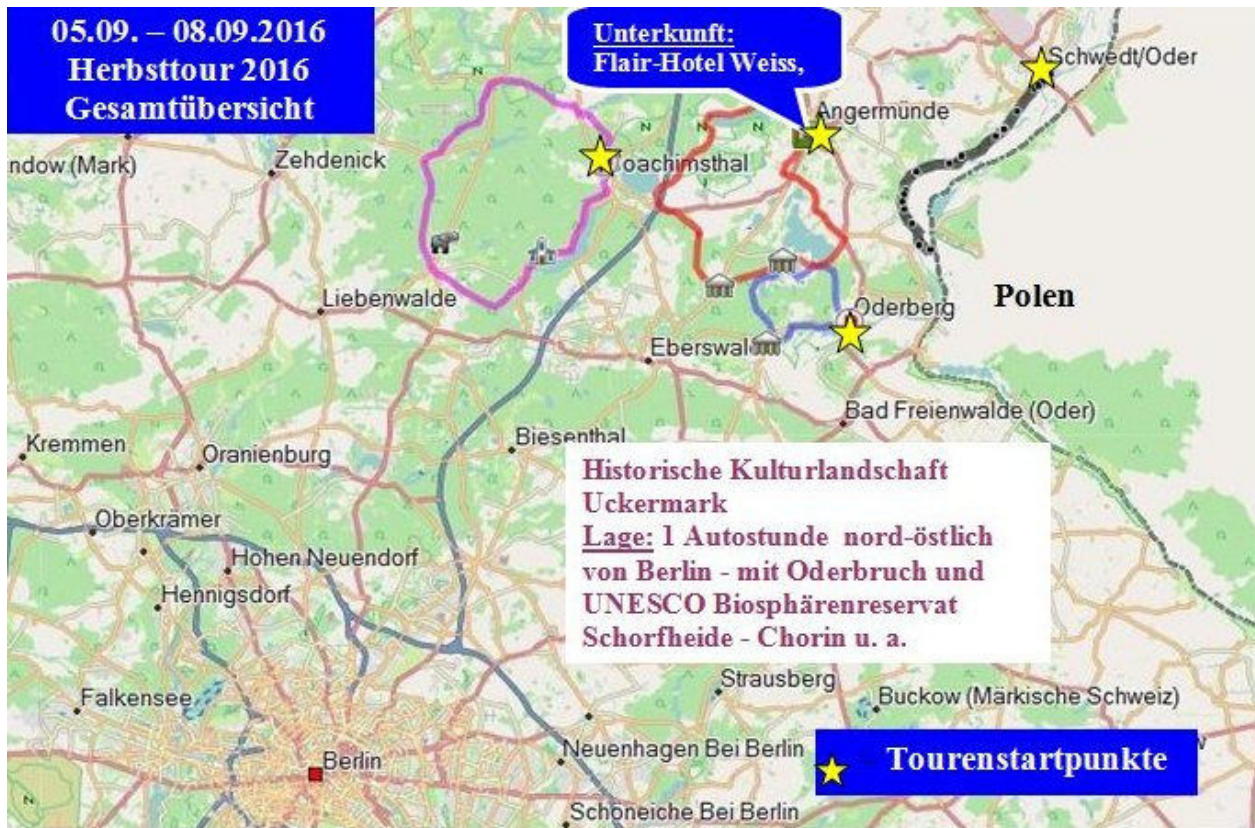 05.09. – 08.09.2016
Herbsttour 2016
Gesamtübersicht
Unterkunft:
Flair-Hotel Weiss,
Schwedt/Oder
Angermünde
Zehdenick
ndow (Mark)
Joachimsthal
Liebenwalde
Polen
Oderberg
Eberswal
Bad Freienwalde (Oder)
Kremmen
Oranienburg
Biesenthal
Historische Kulturlandschaft
Uckermark
Lage: 1 Autostunde nord-östlich
von Berlin - mit Oderbruch und
UNESCO Biosphärenreservat
Schorfheide - Chorin u. a.
Oberkrämer
Hohen Neuendorf
Hennigsdorf
Falkensee
Strausberg
Buckow (Märkische Schweiz)
Neuenhagen Bei Berlin
= Tourenstartpunkte
Berlin
Schöneiche Bei Berlin